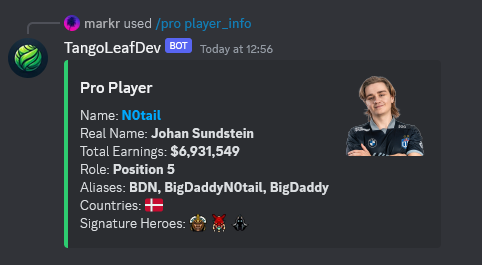 markr used /pro player_info
TangoLeafDev BOT Today at 12:56
Pro Player
Name: N0tail
Real Name: Johan Sundstein
Total Earnings: $6,931,549
Role: Position 5
Aliases: BDN, BigDaddyN0tail, BigDaddy
Countries:
Signature Heroes: